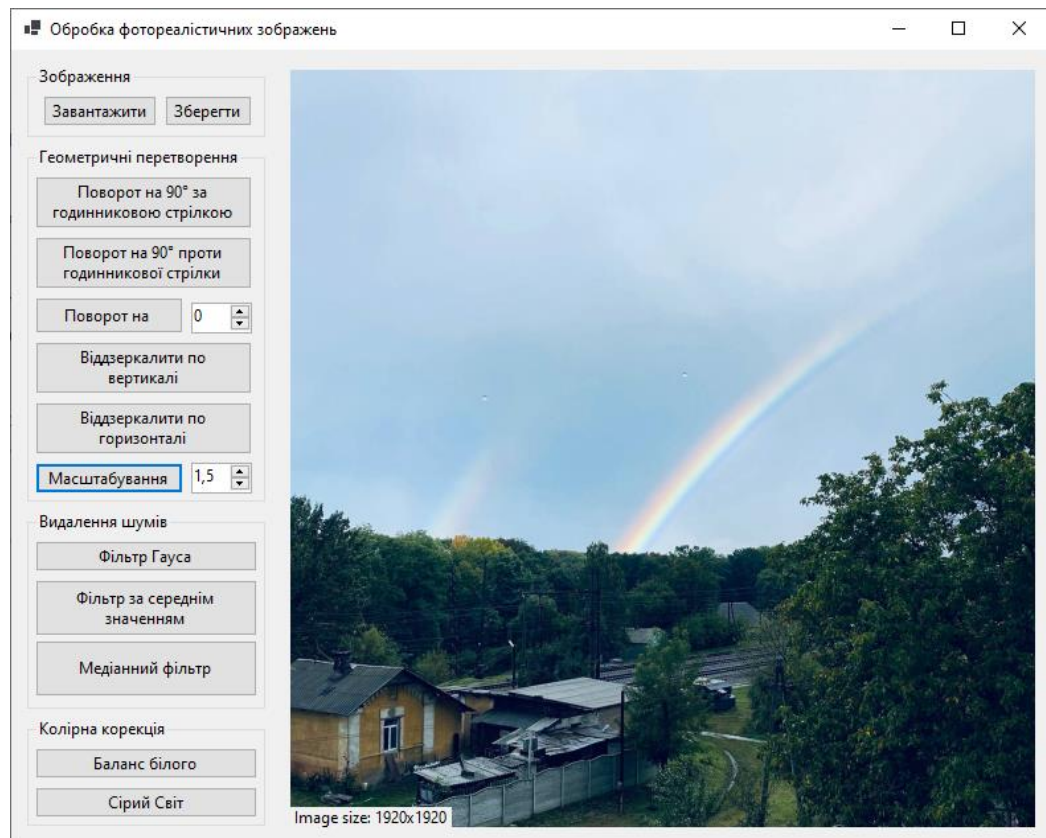 Обробка фотореалістичних зображень
Зображення
Завантажити
Зберегти
Геометричні перетворення
Поворот на 90° за
годинниковою стрілкою
Поворот на 90° проти
годинникової стрілки
Поворот на
0
Віддзеркалити по
вертикалі
Віддзеркалити по
горизонталі
Масштабування
1,5
Видалення шумів
Фільтр Гауса
Фільтр за середнім
значенням
Медіанний фільтр
Колірна корекція
Баланс білого
Сірий Світ
Image size: 1920x1920